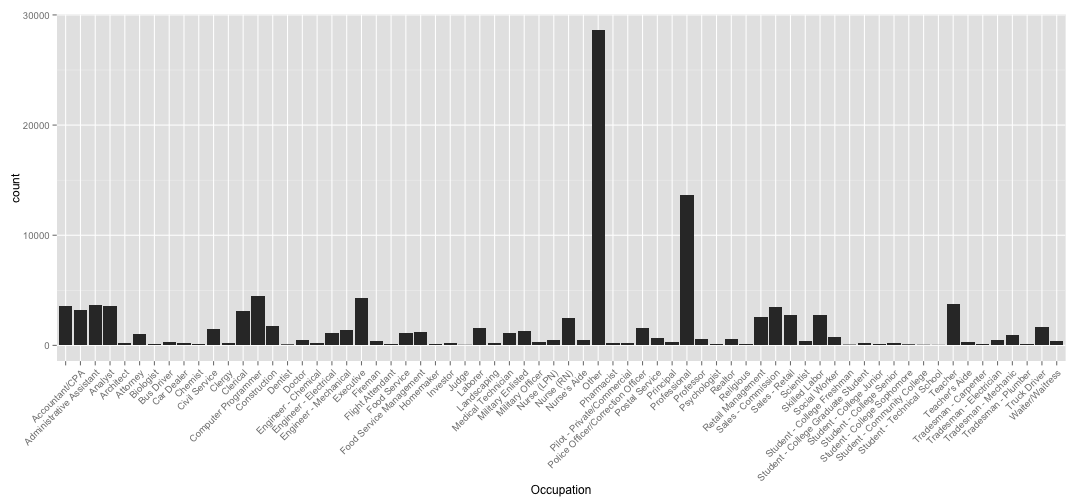 30000
20000
10000
0
count
Accountant/CPA
Administrative Assistant
Analyst
Architect
Attorney
Biologist
Bus Driver
Car Dealer
Chemist
Civil Service
Clergy
Clerical
Computer Programmer
Construction
Dentist
Doctor
Engineer - Chemical
Engineer - Electrical
Engineer - Mechanical
Executive
Fireman
Flight Attendant
Food Service
Food Service Management
Homemaker
Investor
Judge
Laborer
Landscaping
Medical Technician
Military Enlisted
Military Officer
Nurse (LPN)
Nurse (RN)
Nurse's Aide
Other
Pharmacist
Pilot - Private/Commercial
Police Officer/Correction Officer
Postal Service
Principal
Professional
Professor
Psychologist
Realtor
Religious
Retail Management
Sales - Commission
Sales - Retail
Scientist
Skilled Labor
Social Worker
Student - College Freshman
Student - College Graduate Student
Student - College Junior
Student - College Senior
Student - College Sophomore
Student - Community College
Student - Technical School
Teacher
Teacher's Aide
Tradesman - Carpenter
Tradesman - Electrician
Tradesman - Mechanic
Tradesman - Plumber
Truck Driver
Waiter/Waitress
Occupation